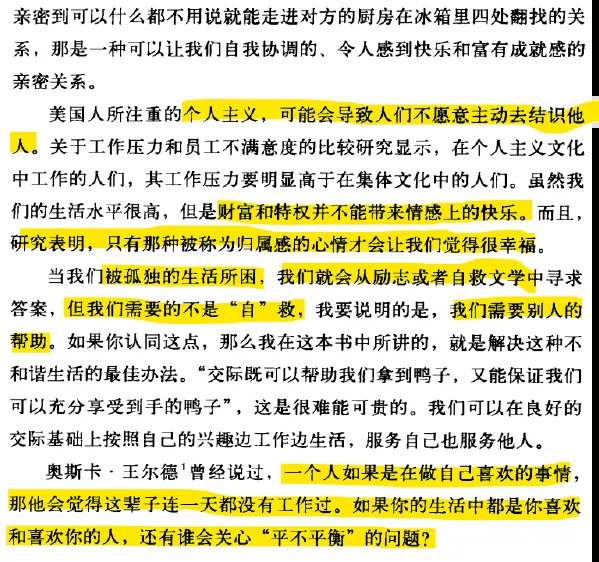 亲密到可以什么都不用说就能走进对方的厨房在冰箱里四处翻找的关
系，那是一种可以让我们自我协调的、令人感到快乐和富有成就感的
亲密关系。
美国人所注重的个人主义，可能会导致人们不愿意主动去结识他
人。关于工作压力和员工不满意度的比较研究显示，在个人主义文化
中工作的人们，其工作压力要明显高于在集体文化中的人们。虽然我
们的生活水平很高，但是财富和特权并不能带来情感上的快乐。而且，
研究表明，只有那种被称为归属感的心情才会让我们觉得很幸福。
当我们被孤独的生活所困，我们就会从励志或者自救文学中寻求
答案，但我们需要的不是“自”救，我要说明的是，我们需要别人的
帮助。如果你认同这点，那么我在这本书中所讲的，就是解决这种不
和谐生活的最佳办法。“交际既可以帮助我们拿到鸭子，又能保证我们
可以充分享受到手的鸭子”，这是很难能可贵的。我们可以在良好的
交际基础上按照自己的兴趣边工作边生活，服务自己也服务他人。
奥斯卡·王尔德1曾经说过，一个人如果是在做自己喜欢的事情，
那他会觉得这辈子连一天都没有工作过。如果你的生活中都是你喜欢
和喜欢你的人，还有谁会关心“平不平衡”的问题？